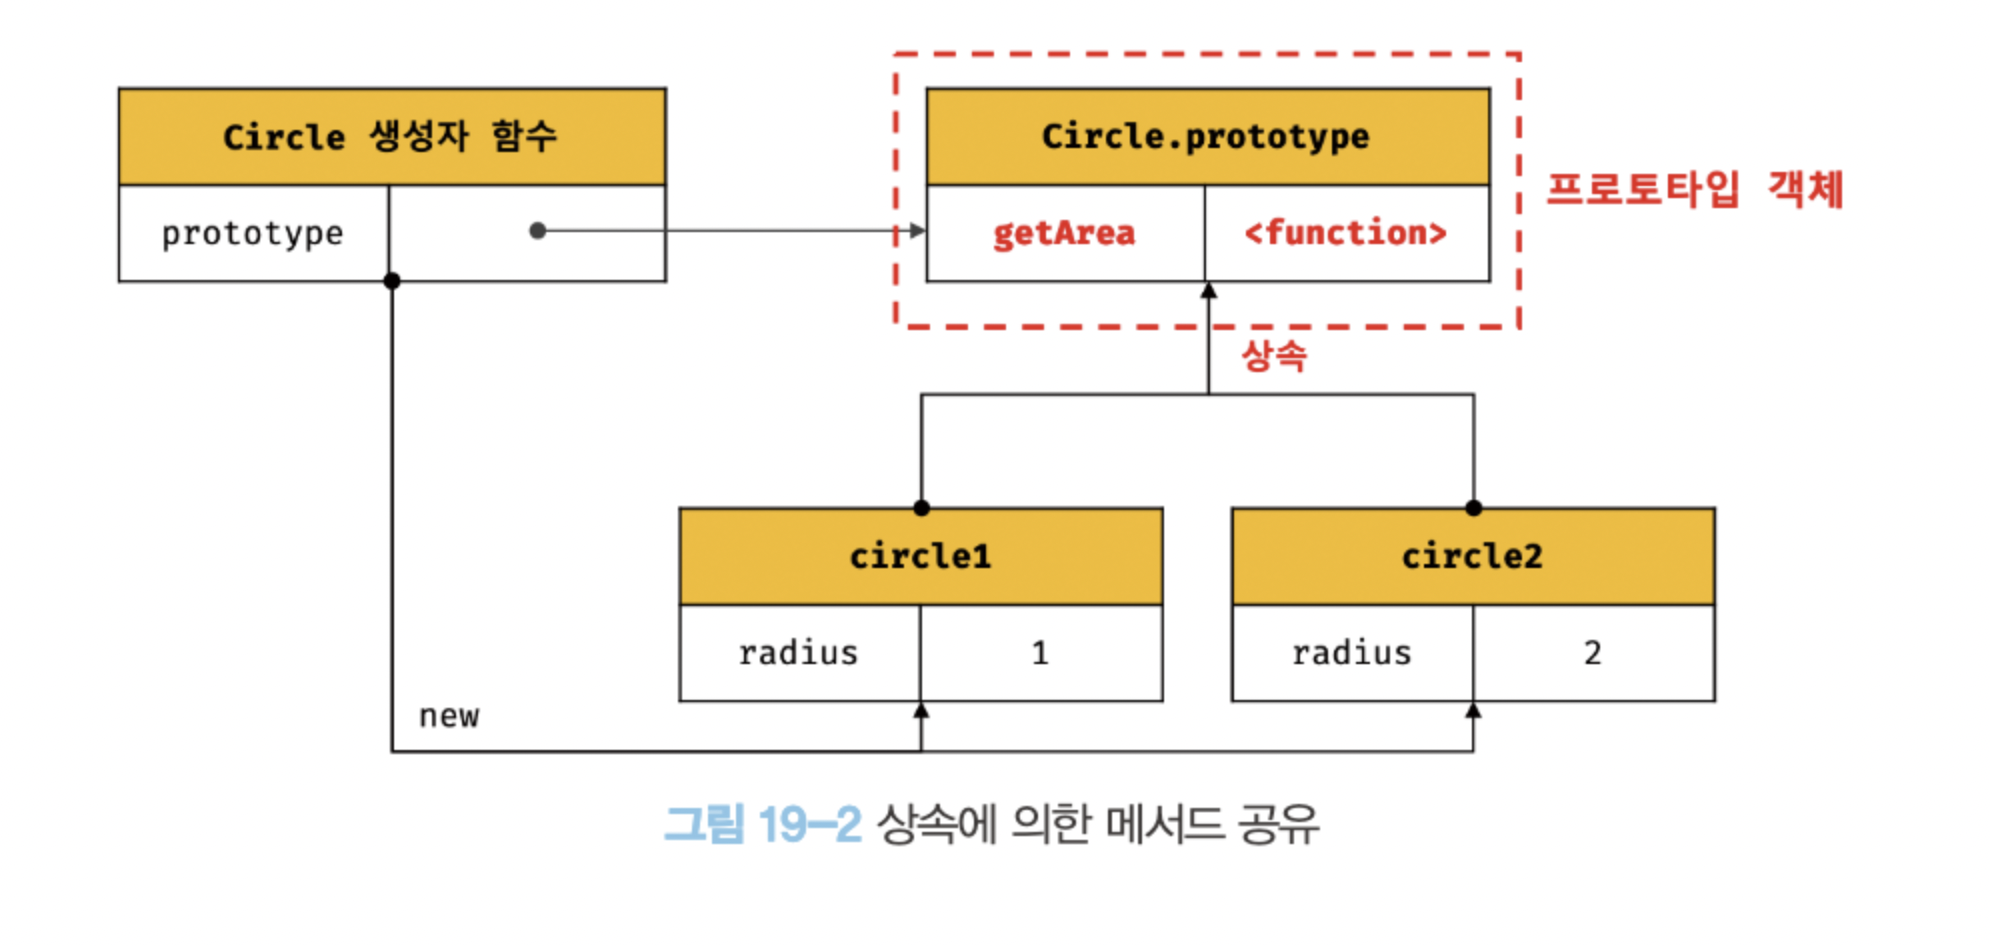 Circle 생성자 함수
prototype
Circle.prototype
getArea <function>
프로토타입 객체
상속
circle1
radius 1
circle2
radius 2
new
그림 19-2 상속에 의한 메서드 공유